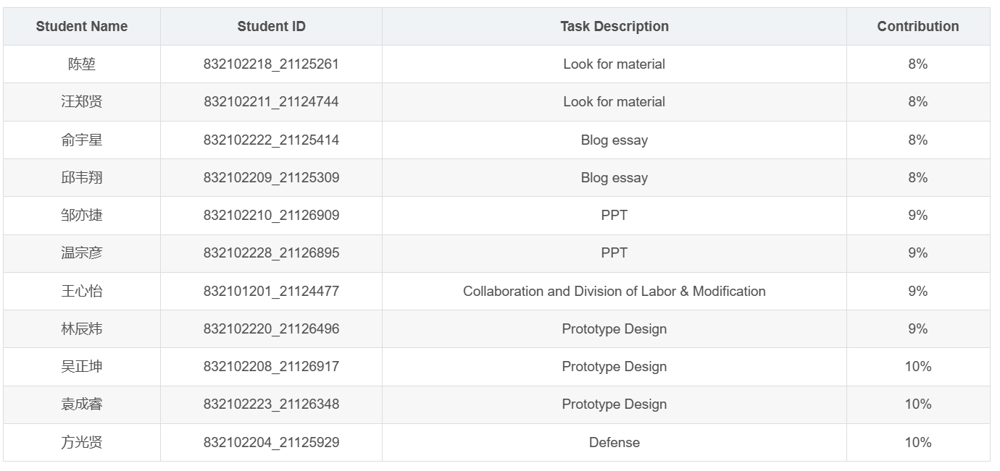 Student Name Student ID Task Description Contribution
陈堃 832102218_21125261 Look for material 8%
汪郑贤 832102211_21124744 Look for material 8%
俞宇星 832102222_21125414 Blog essay 8%
邱韦翔 832102209_21125309 Blog essay 8%
邹亦捷 832102210_21126909 PPT 9%
温宗彦 832102228_21126895 PPT 9%
王心怡 832101201_21124477 Collaboration and Division of Labor & Modification 9%
林辰炜 832102220_21126496 Prototype Design 9%
吴正坤 832102208_21126917 Prototype Design 10%
袁成睿 832102223_21126348 Prototype Design 10%
方光贤 832102204_21125929 Defense 10%